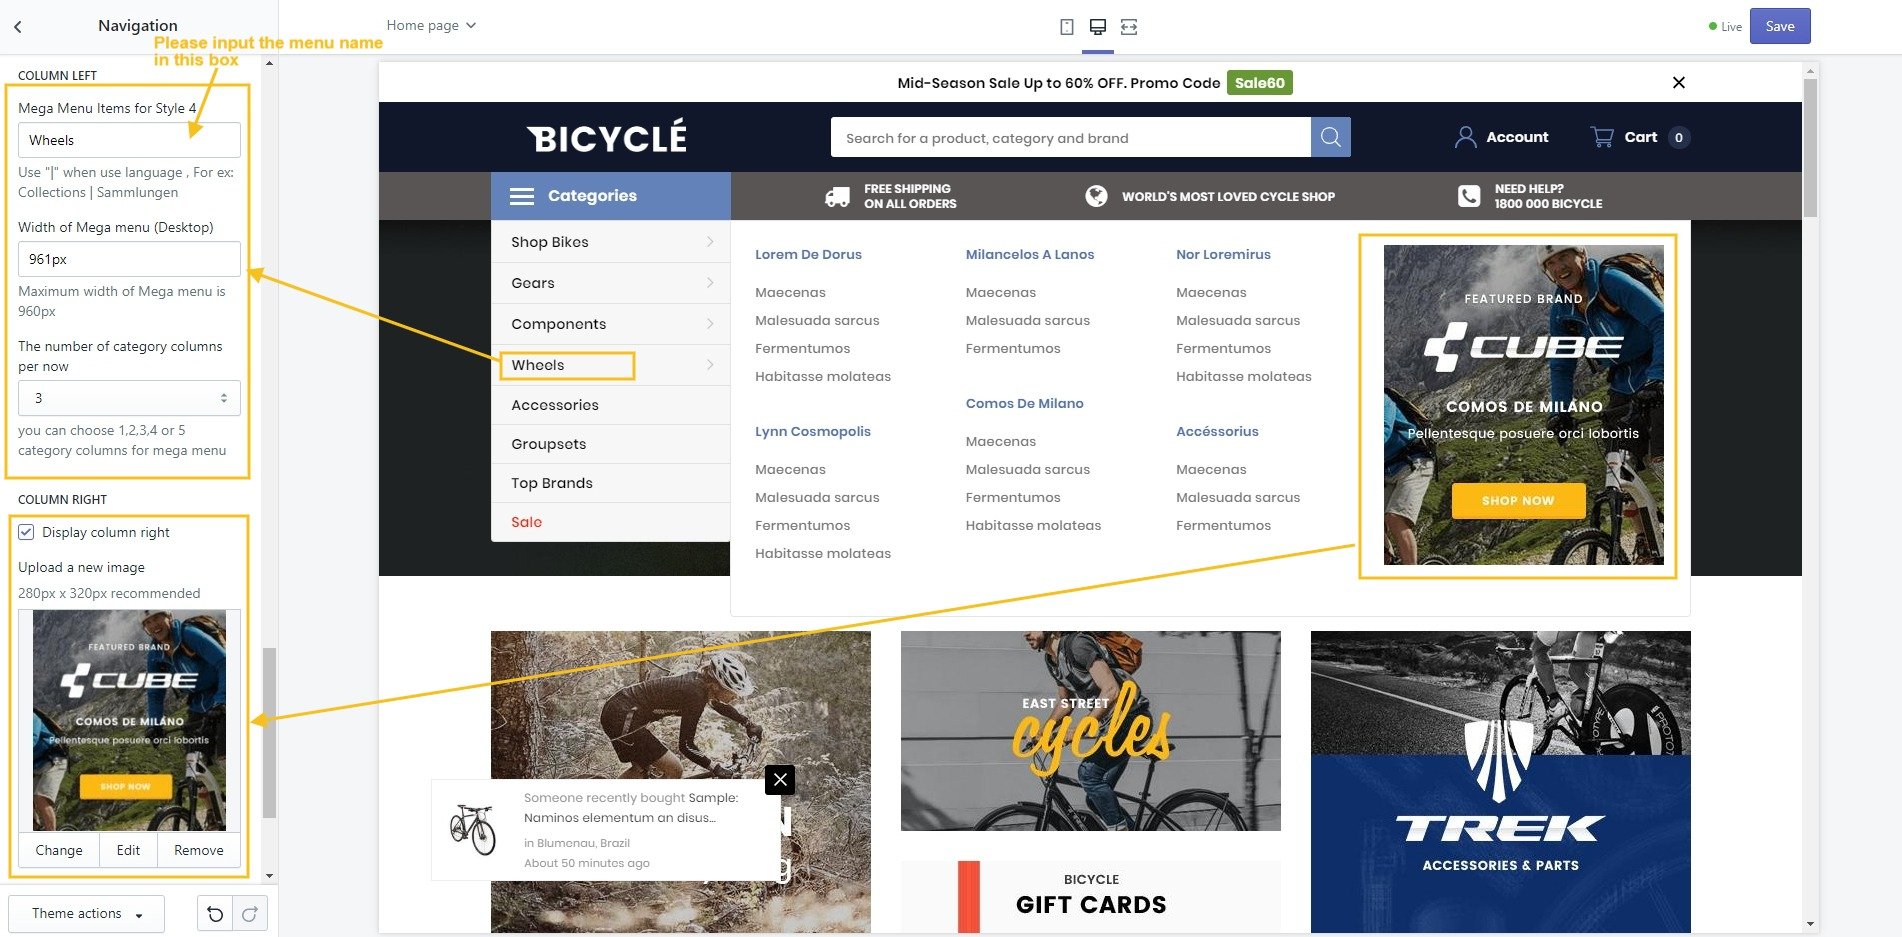 Navigation
Home page
Live
Save
Please input the menu name
in this box
COLUMN LEFT
Mega Menu Items for Style 4
Wheels
Use "|" when use language , For ex:
Collections | Sammlungen
Width of Mega menu (Desktop)
961px
Maximum width of Mega menu is
960px
The number of category columns
per now
3
you can choose 1,2,3,4 or 5
category columns for mega menu
COLUMN RIGHT
Display column right
Upload a new image
280px x 320px recommended
FEATURED BRAND
CUBE
COMOS DE MILÁNO
Pellentesque posuere orci lobortis
SHOP NOW
Change
Edit
Remove
Theme actions
Mid-Season Sale Up to 60% OFF. Promo Code Sale60
BICYCLÉ
Search for a product, category and brand
Account
Cart 0
Categories
FREE SHIPPING
ON ALL ORDERS
WORLD'S MOST LOVED CYCLE SHOP
NEED HELP?
1800 000 BICYCLE
Shop Bikes
Gears
Components
Wheels
Accessories
Groupsets
Top Brands
Sale
Lorem De Dorus
Maecenas
Malesuada sarcus
Fermentumos
Habitasse molateas
Lynn Cosmopolis
Maecenas
Malesuada sarcus
Fermentumos
Habitasse molateas
Milancelos A Lanos
Maecenas
Malesuada sarcus
Fermentumos
Comos De Milano
Maecenas
Malesuada sarcus
Fermentumos
Habitasse molateas
Nor Loremirus
Maecenas
Malesuada sarcus
Fermentumos
Habitasse molateas
Accéssorius
Maecenas
Malesuada sarcus
Fermentumos
FEATURED BRAND
CUBE
COMOS DE MILÁNO
Pellentesque posuere orci lobortis
SHOP NOW
Someone recently bought Sample:
Naminos elementum an disus...
in Blumenau, Brazil
About 50 minutes ago
EAST STREET
cycles
BICYCLE
GIFT CARDS
TREK
ACCESSORIES & PARTS